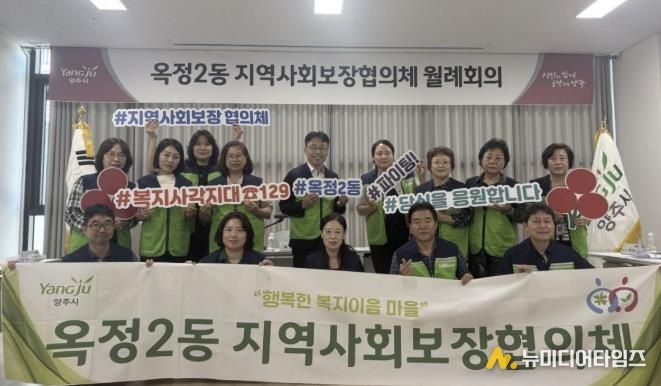 Yangju
양주시
옥정2동 지역사회보장협의체 월례회의
#지역사회보장 협의체
#복지사각지대☎129
#옥정2동
#파이팅!
#당신을 응원합니다
양주시
Yangju
양주시
"행복한 복지이음 마을"
옥정2동 지역사회보장협의체
뉴미디어타임즈